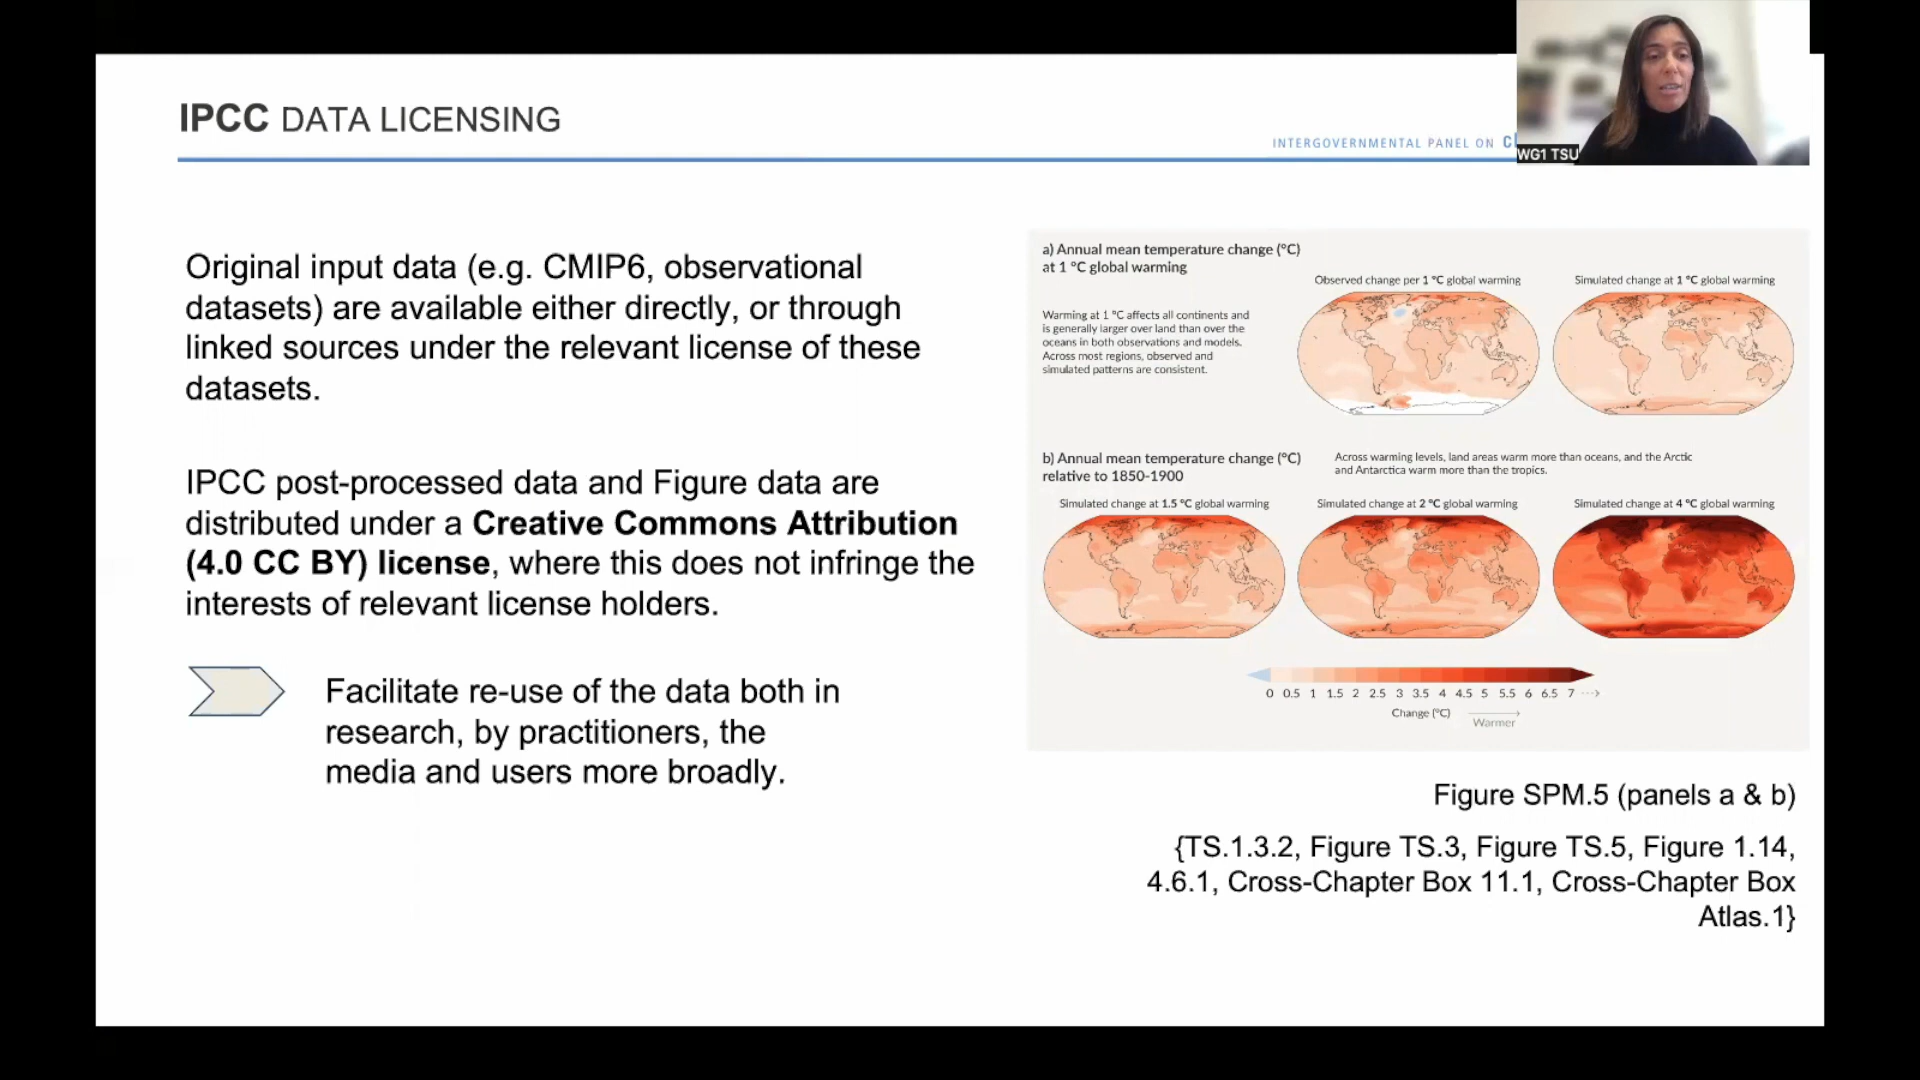 IPCC DATA LICENSING
INTERGOVERNMENTAL PANEL ON
WG1 TSU
Original input data (e.g. CMIP6, observational
datasets) are available either directly, or through
linked sources under the relevant license of these
datasets.
IPCC post-processed data and Figure data are
distributed under a Creative Commons Attribution
(4.0 CC BY) license, where this does not infringe the
interests of relevant license holders.
Facilitate re-use of the data both in
research, by practitioners, the
media and users more broadly.
a) Annual mean temperature change (°C)
at 1 °C global warming
Observed change per 1 °C global warming
Simulated change at 1 °C global warming
Warming at 1 °C affects all continents and
is generally larger over land than over the
oceans in both observations and models.
Across most regions, observed and
simulated patterns are consistent.
b) Annual mean temperature change (°C)
relative to 1850-1900
Across warming levels, land areas warm more than oceans, and the Arctic
and Antarctica warm more than the tropics.
Simulated change at 1.5 °C global warming
Simulated change at 2 °C global warming
Simulated change at 4 °C global warming
0 0.5 1 1.5 2 2.5 3 3.5 4 4.5 5 5.5 6 6.5 7
Change (°C)
Warmer
Figure SPM.5 (panels a & b)
{TS.1.3.2, Figure TS.3, Figure TS.5, Figure 1.14,
4.6.1, Cross-Chapter Box 11.1, Cross-Chapter Box
Atlas.1}